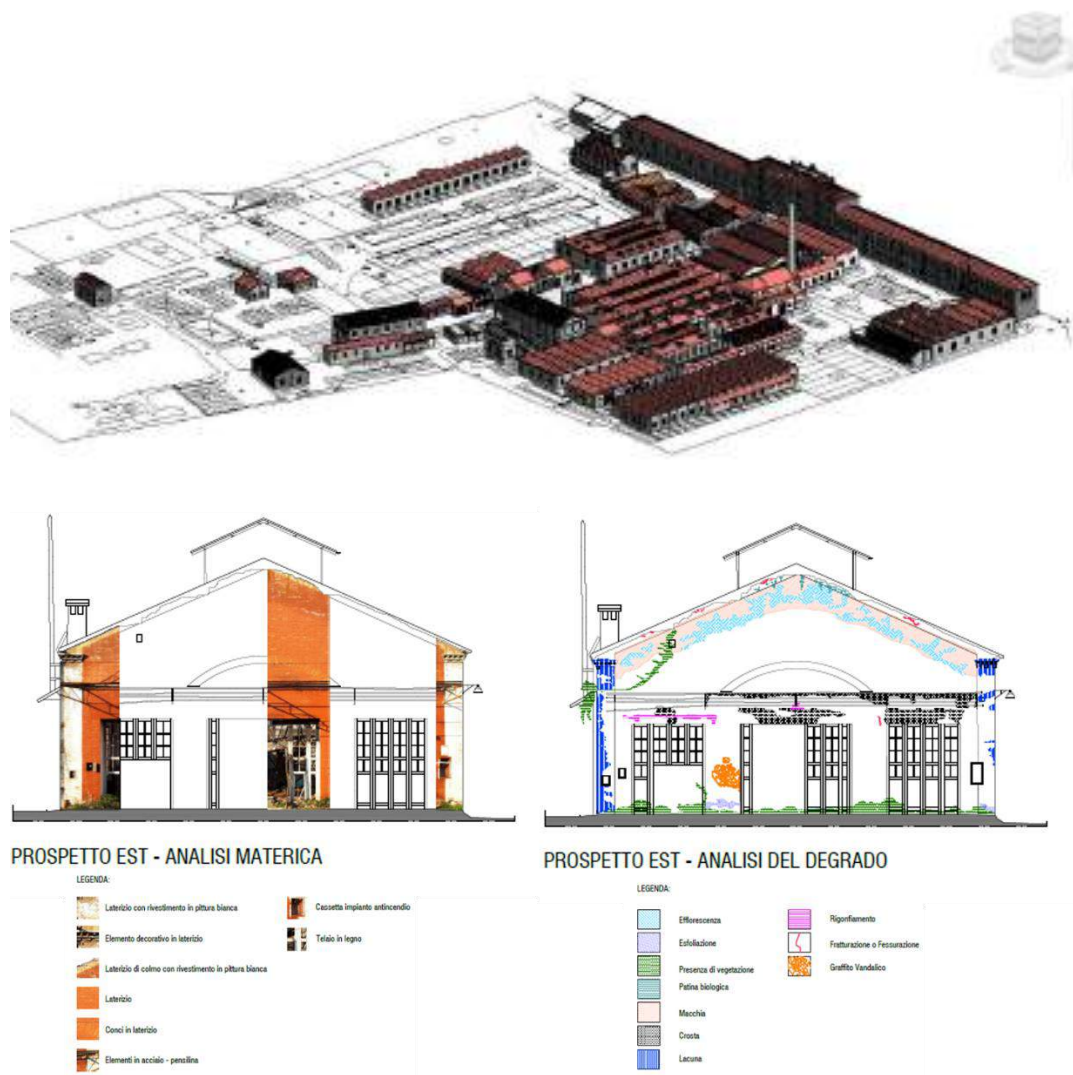 PROSPETTO EST - ANALISI MATERICA
LEGENDA:
Laterizio con rivestimento in pittura bianca
Elemento decorativo in laterizio
Laterizio di colmo con rivestimento in pittura bianca
Laterizio
Conci in laterizio
Elementi in acciaio - pensilina
Cassetta impianto antincendio
Telaio in legno
PROSPETTO EST - ANALISI DEL DEGRADO
LEGENDA:
Efflorescenza
Esfoliazione
Presenza di vegetazione
Patina biologica
Macchia
Crosta
Lacuna
Rigonfiamento
Fratturazione o Fessurazione
Graffito Vandalico